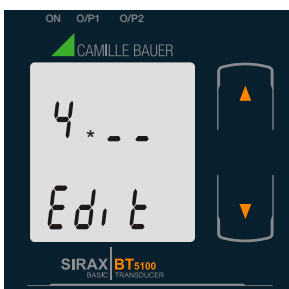 ON O/P1 O/P2
CAMILLE BAUER
4*_ _
Edit
SIRAX BT5100
BASIC TRANSDUCER